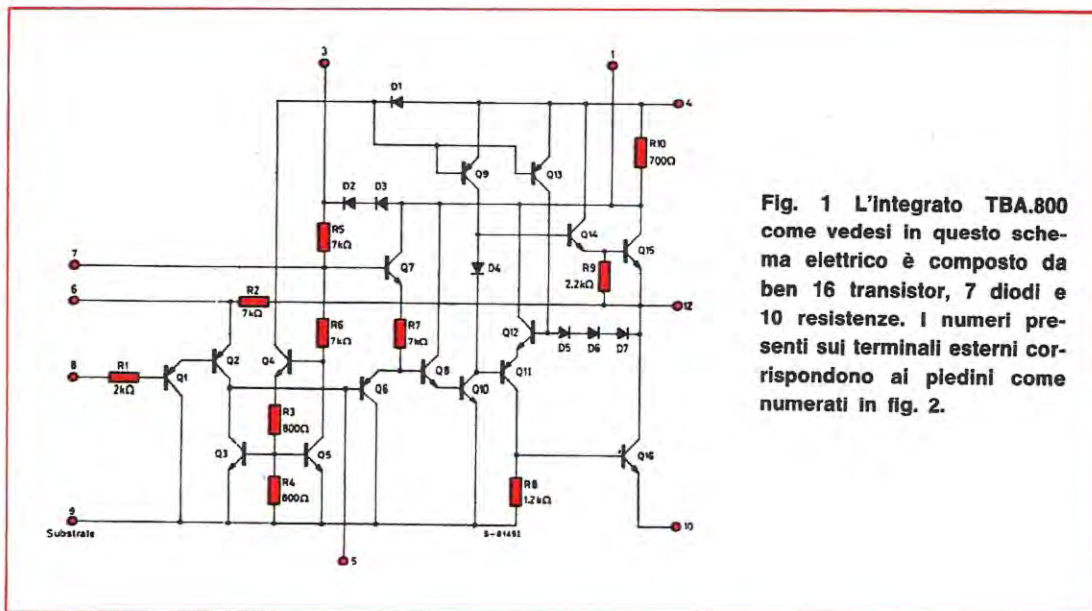 3
1
D1
4
R10
700Ω
Q9
Q13
D2
D3
R5
7kΩ
Q14
Q15
7
Q7
D4
R9
2.2kΩ
6
R2
7kΩ
12
R6
7kΩ
R7
7kΩ
Q12
D5
D6
D7
8
R1
2kΩ
Q1
Q2
Q4
Q6
Q8
Q10
Q11
R3
800Ω
Q3
Q5
Q16
R4
600Ω
R8
1.2kΩ
9
Substrate
5
S-01492
10
Fig. 1 L'integrato TBA.800
come vedesi in questo sche-
ma elettrico è composto da
ben 16 transistor, 7 diodi e
10 resistenze. I numeri pre-
senti sui terminali esterni cor-
rispondono ai piedini come
numerati in fig. 2.